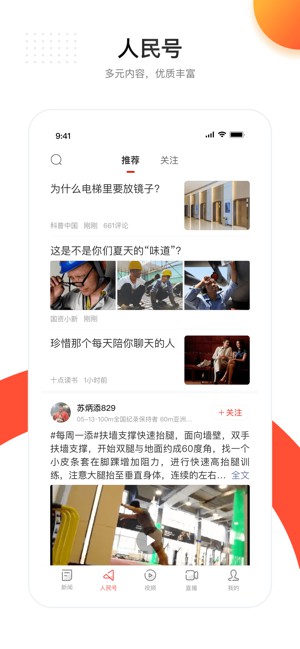 人民号
多元内容，优质丰富
9:41
推荐 关注
为什么电梯里要放镜子?
科普中国 刚刚 661评论
这是不是你们夏天的“味道”?
国资小新 刚刚
珍惜那个每天陪你聊天的人
十点读书 1小时前
苏炳添829
05-13·100m全国纪录保持者 60m亚洲...
＋关注
#每周一添#扶墙支撑快速抬腿，面向墙壁，双手
扶墙支撑，开始双腿与地面约成60度角，找一个
小皮条套在脚踝增加阻力，进行快速高抬腿训
练，注意大腿抬至垂直身体，连续的左右... 全文
新闻 人民号 视频 直播 我的